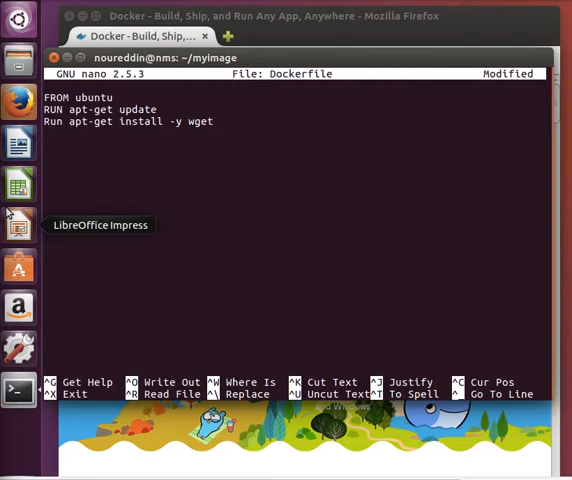 Docker - Build, Ship, and Run Any App, Anywhere - Mozilla Firefox
Docker - Build, Ship,...
noureddin@nms: ~/myimage
GNU nano 2.5.3 File: Dockerfile Modified
FROM ubuntu
RUN apt-get update
Run apt-get install -y wget
LibreOffice Impress
^G Get Help ^O Write Out ^W Where Is ^K Cut Text ^J Justify ^C Cur Pos
^X Exit ^R Read File ^\ Replace ^U Uncut Text ^T To Spell ^_ Go To Line
and Windows